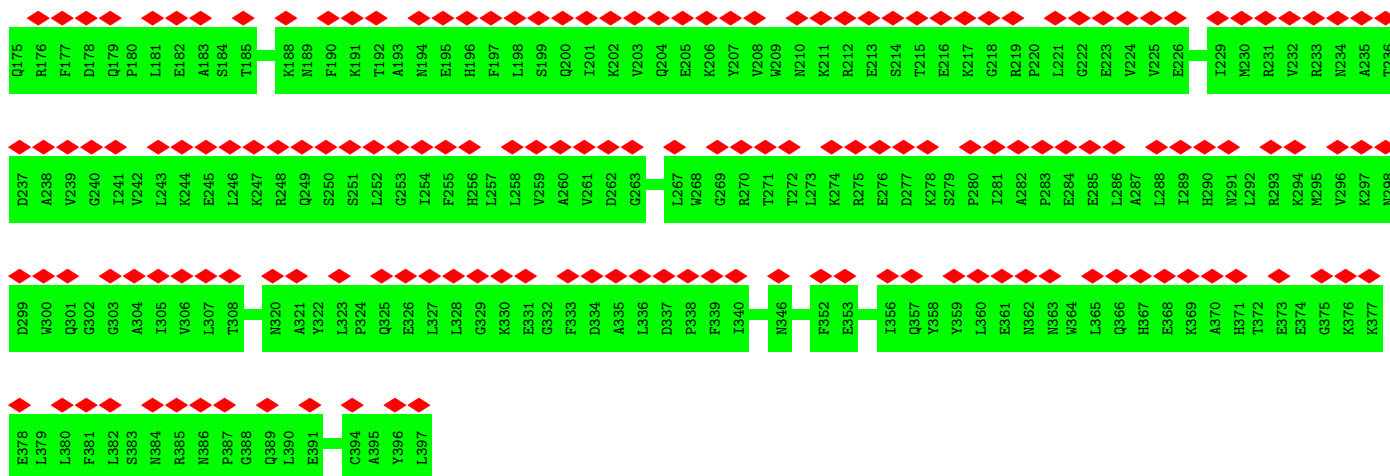 Q175 R176 F177 D178 Q179 P180 L181 E182 A183 S184 T185 K188 N189 F190 K191 T192 A193 N194 E195 H196 F197 L198 S199 Q200 I201 K202 V203 Q204 E205 K206 Y207 V208 W209 N210 K211 R212 E213 S214 T215 E216 K217 G218 R219 P220 L221 G222 E223 V224 V225 E226 I229 M230 R231 V232 R233 N234 A235 T236
D237 A238 V239 G240 I241 V242 L243 K244 E245 L246 K247 R248 Q249 S250 S251 L252 G253 I254 F255 H256 L257 L258 V259 A260 V261 D262 G263 L267 W268 G269 R270 T271 T272 L273 K274 R275 E276 D277 K278 S279 P280 I281 A282 P283 E284 E285 L286 A287 L288 I289 H290 N291 L292 R293 K294 M295 V296 K297 N298
D299 W300 Q301 G302 G303 A304 I305 V306 L307 T308 N320 A321 Y322 L323 P324 Q325 E326 L327 L328 G329 K330 E331 G332 F333 D334 A335 L336 D337 P338 F339 I340 N346 F352 E353 I356 Q357 Y358 Y359 L360 E361 N362 N363 W364 L365 Q366 H367 E368 K369 A370 H371 T372 E373 E374 G375 K376 K377
E378 L379 L380 F381 L382 S383 N384 R385 N386 P387 G388 Q389 L390 E391 C394 A395 Y396 L397